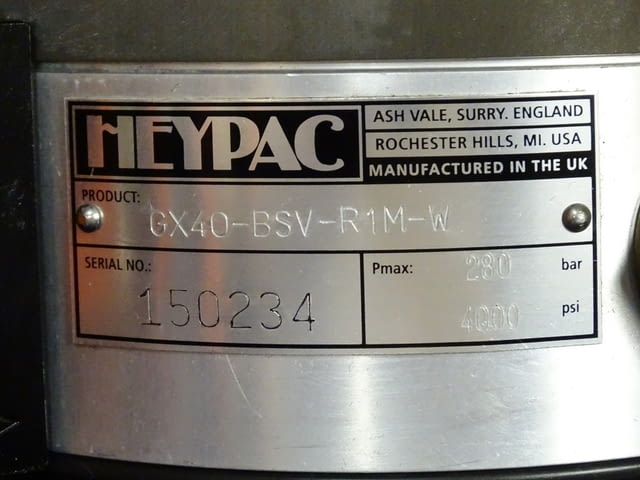 HEYPAC
ASH VALE, SURRY. ENGLAND
ROCHESTER HILLS, MI. USA
MANUFACTURED IN THE UK
PRODUCT:
GX40-BSV-R1M-W
SERIAL NO.:
150234
Pmax: 280 bar
4000 psi